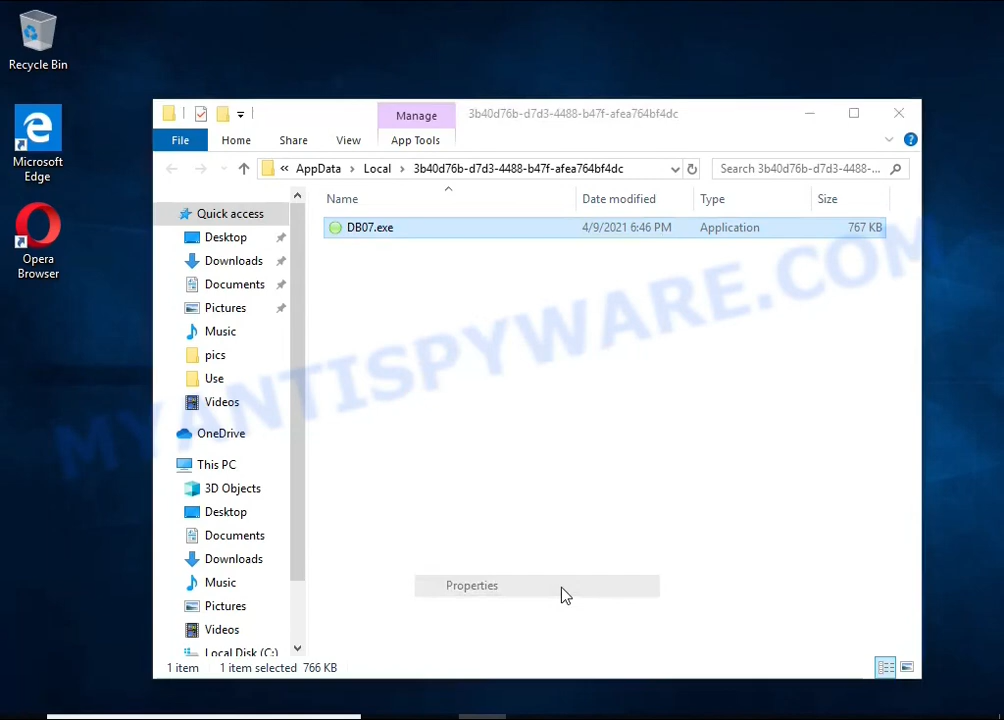 Recycle Bin
Microsoft
Edge
Opera
Browser
Manage
3b40d76b-d7d3-4488-b47f-afea764bf4dc
File
Home
Share
View
App Tools
« AppData > Local > 3b40d76b-d7d3-4488-b47f-afea764bf4dc
Search 3b40d76b-d7d3-4488-...
Name
Date modified
Type
Size
DB07.exe
4/9/2021 6:46 PM
Application
767 KB
Quick access
Desktop
Downloads
Documents
Pictures
Music
pics
Use
Videos
OneDrive
This PC
3D Objects
Desktop
Documents
Downloads
Music
Pictures
Videos
Local Disk (C:)
MYANTISPYWARE.COM
Properties
1 item
1 item selected 766 KB